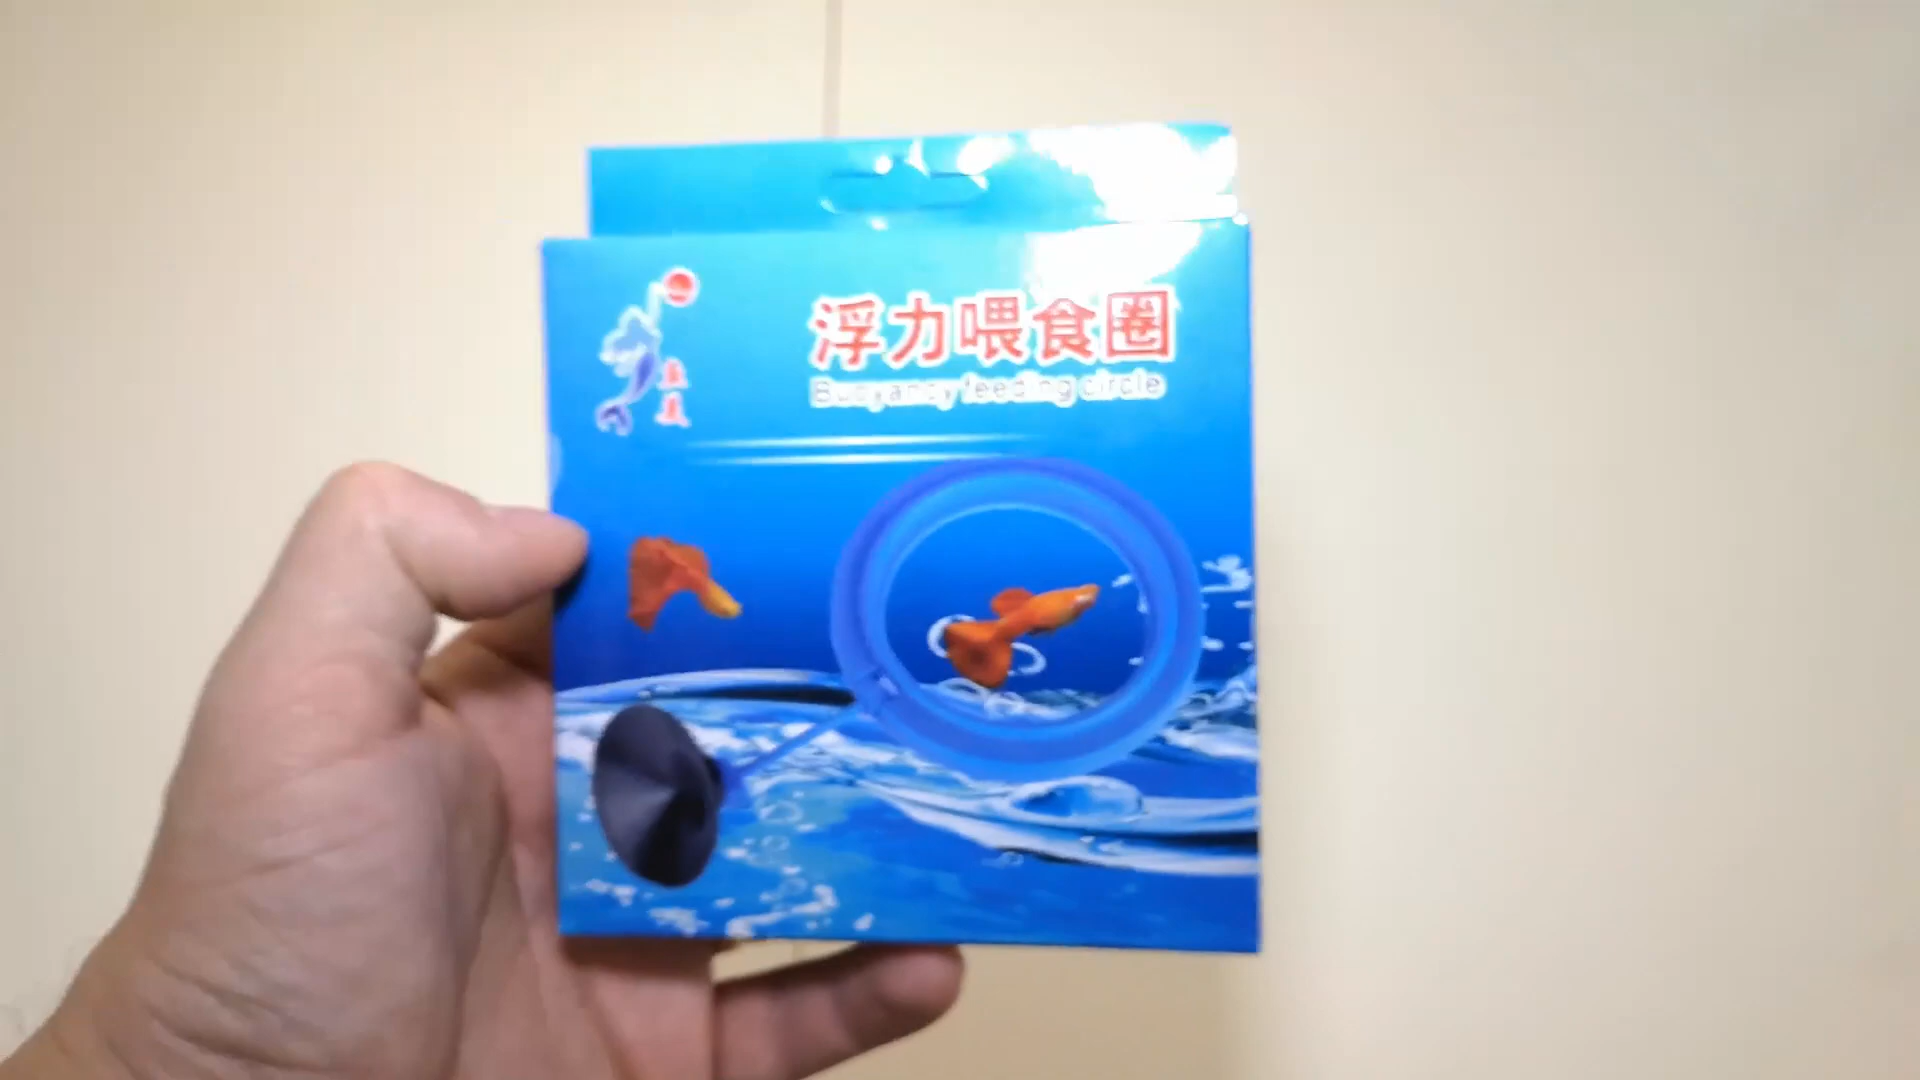 浮力喂食圈
Buoyancy feeding circle